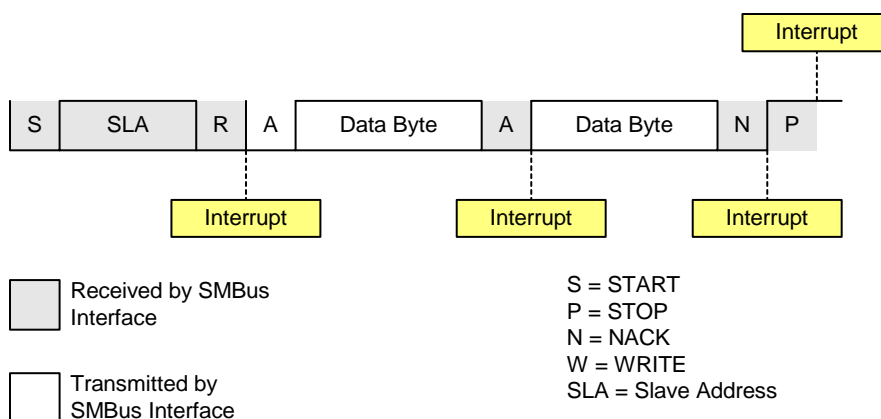 Interrupt
S SLA R A Data Byte A Data Byte N P
Interrupt Interrupt Interrupt
Received by SMBus
Interface
Transmitted by
SMBus Interface
S = START
P = STOP
N = NACK
W = WRITE
SLA = Slave Address